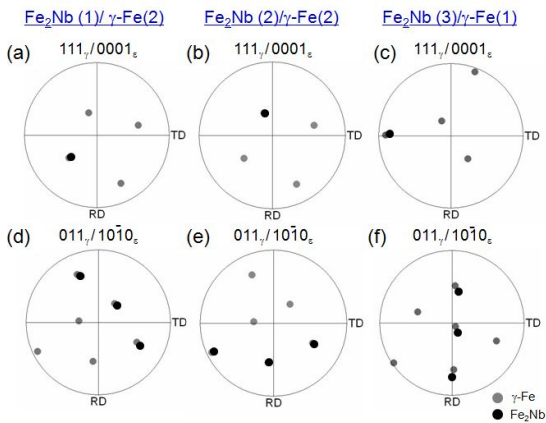 Fe₂Nb (1)/ γ-Fe(2) Fe₂Nb (2)/γ-Fe(2) Fe₂Nb (3)/γ-Fe(1)
(a) 111γ/0001ε (b) 111γ/0001ε (c) 111γ/0001ε
TD TD TD
RD RD RD
(d) 011γ/101̄0ε (e) 011γ/101̄0ε (f) 011γ/101̄0ε
TD TD TD
RD RD RD
γ-Fe
Fe₂Nb